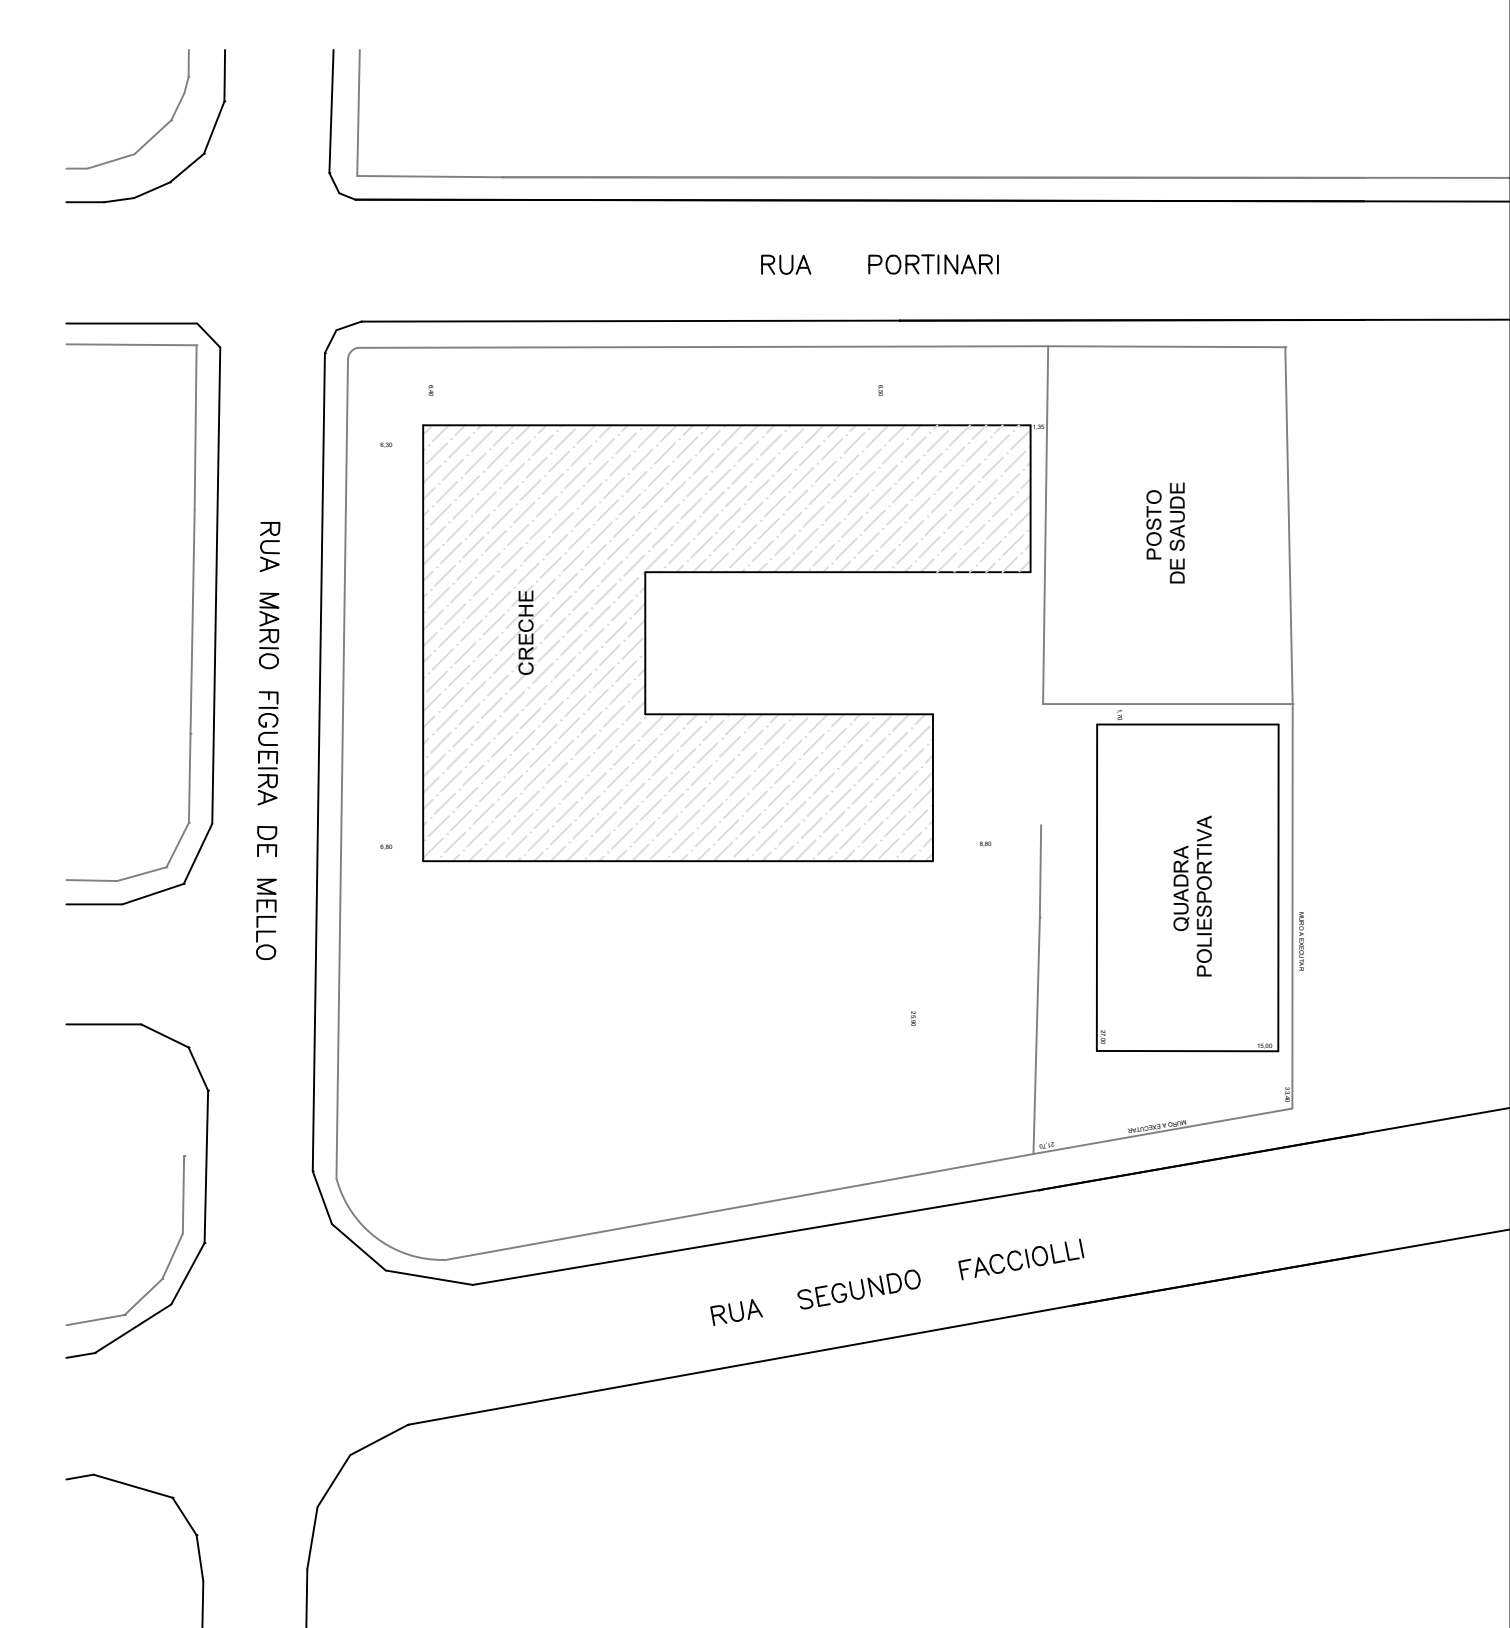 RUA PORTINARI
6,40
6,50
6,30
1,35
POSTO
DE SAUDE
RUA MARIO FIGUEIRA DE MELLO
CRECHE
1,70
6,80
8,80
QUADRA
POLIESPORTIVA
MURO A EXECUTAR
25,90
27,00
15,00
33,40
MURO A EXECUTAR
21,70
RUA SEGUNDO FACCIOLLI